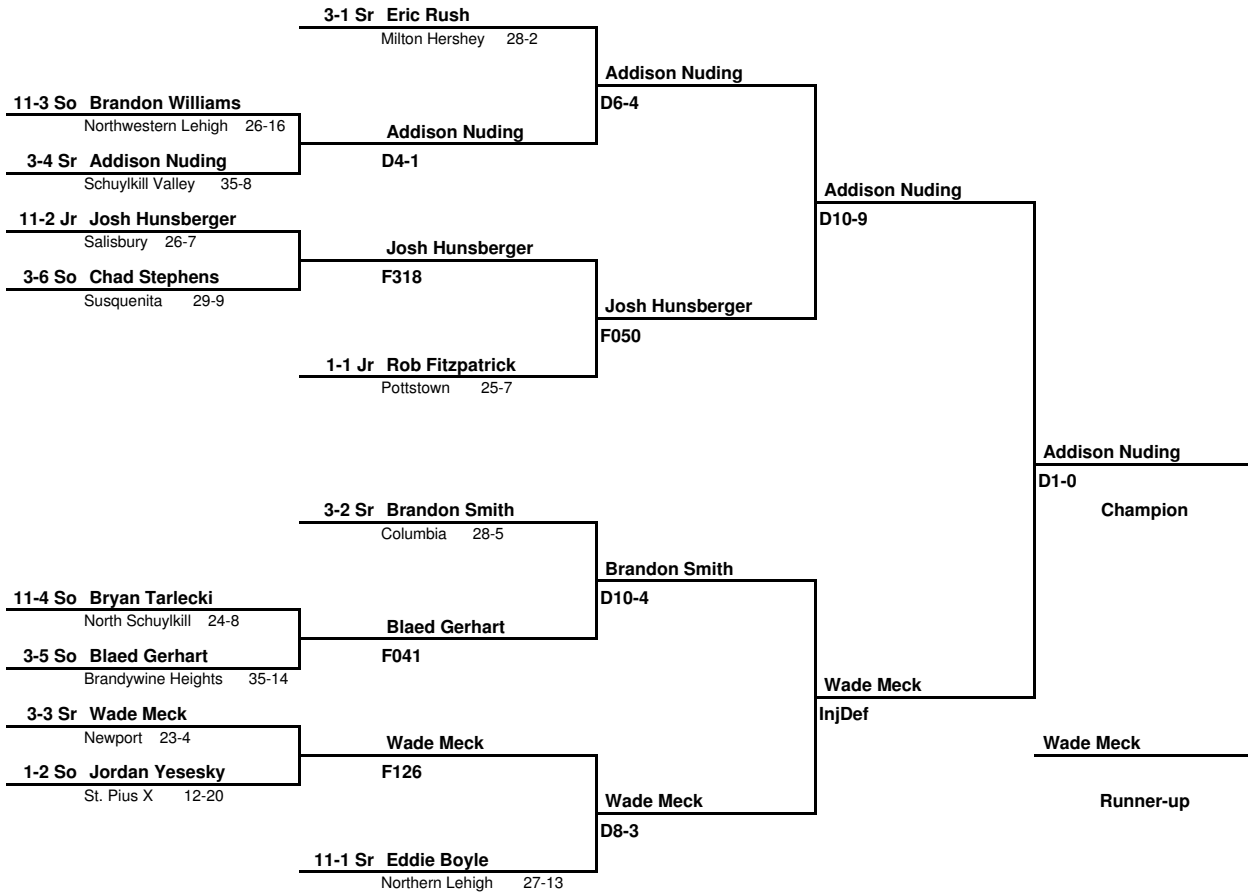 3-1 Sr Eric Rush
Milton Hershey 28-2
Addison Nuding
D6-4
11-3 So Brandon Williams
Northwestern Lehigh 26-16
Addison Nuding
D4-1
3-4 Sr Addison Nuding
Schuylkill Valley 35-8
Addison Nuding
D10-9
11-2 Jr Josh Hunsberger
Salisbury 26-7
Josh Hunsberger
F318
3-6 So Chad Stephens
Susquenita 29-9
Josh Hunsberger
F050
1-1 Jr Rob Fitzpatrick
Pottstown 25-7
Addison Nuding
D1-0
Champion
3-2 Sr Brandon Smith
Columbia 28-5
Brandon Smith
D10-4
11-4 So Bryan Tarlecki
North Schuylkill 24-8
Blaed Gerhart
F041
3-5 So Blaed Gerhart
Brandywine Heights 35-14
Wade Meck
InjDef
3-3 Sr Wade Meck
Newport 23-4
Wade Meck
F126
Wade Meck
Runner-up
1-2 So Jordan Yesesky
St. Pius X 12-20
Wade Meck
D8-3
11-1 Sr Eddie Boyle
Northern Lehigh 27-13